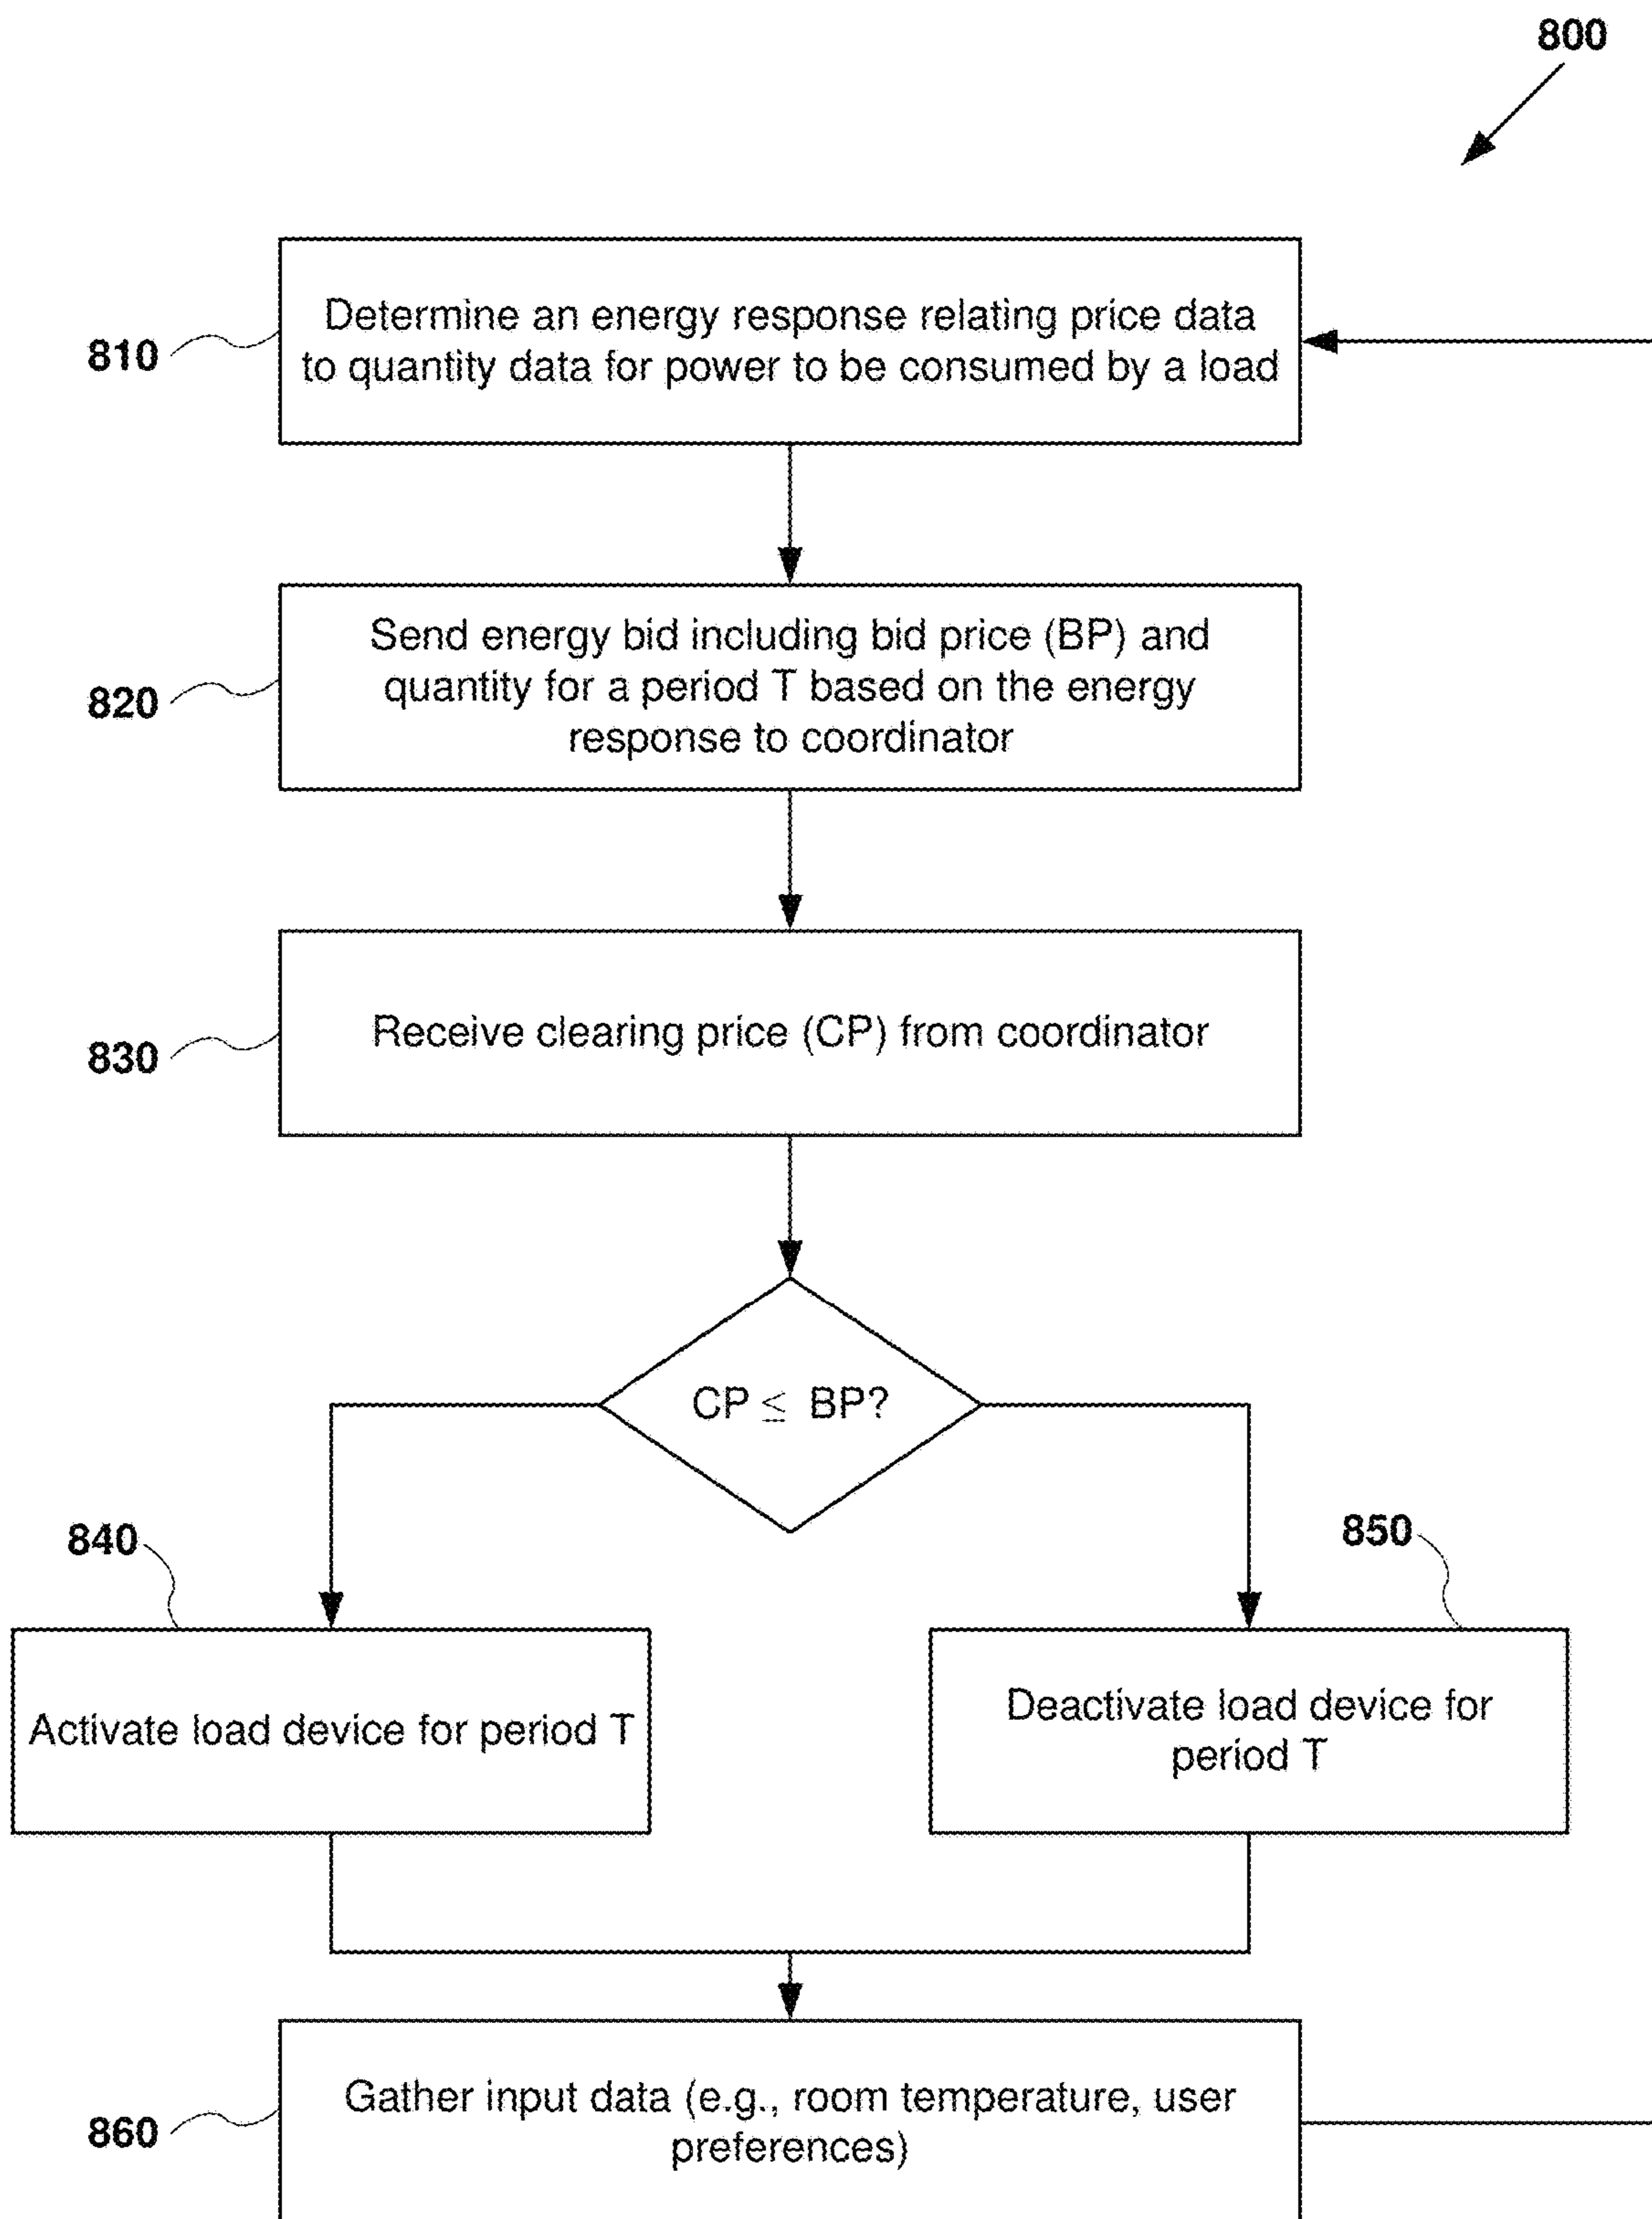 800
Determine an energy response relating price data
to quantity data for power to be consumed by a load
810
Send energy bid including bid price (BP) and
quantity for a period T based on the energy
response to coordinator
820
Receive clearing price (CP) from coordinator
830
CP ≤ BP?
840
850
Activate load device for period T
Deactivate load device for
period T
Gather input data (e.g., room temperature, user
preferences)
860